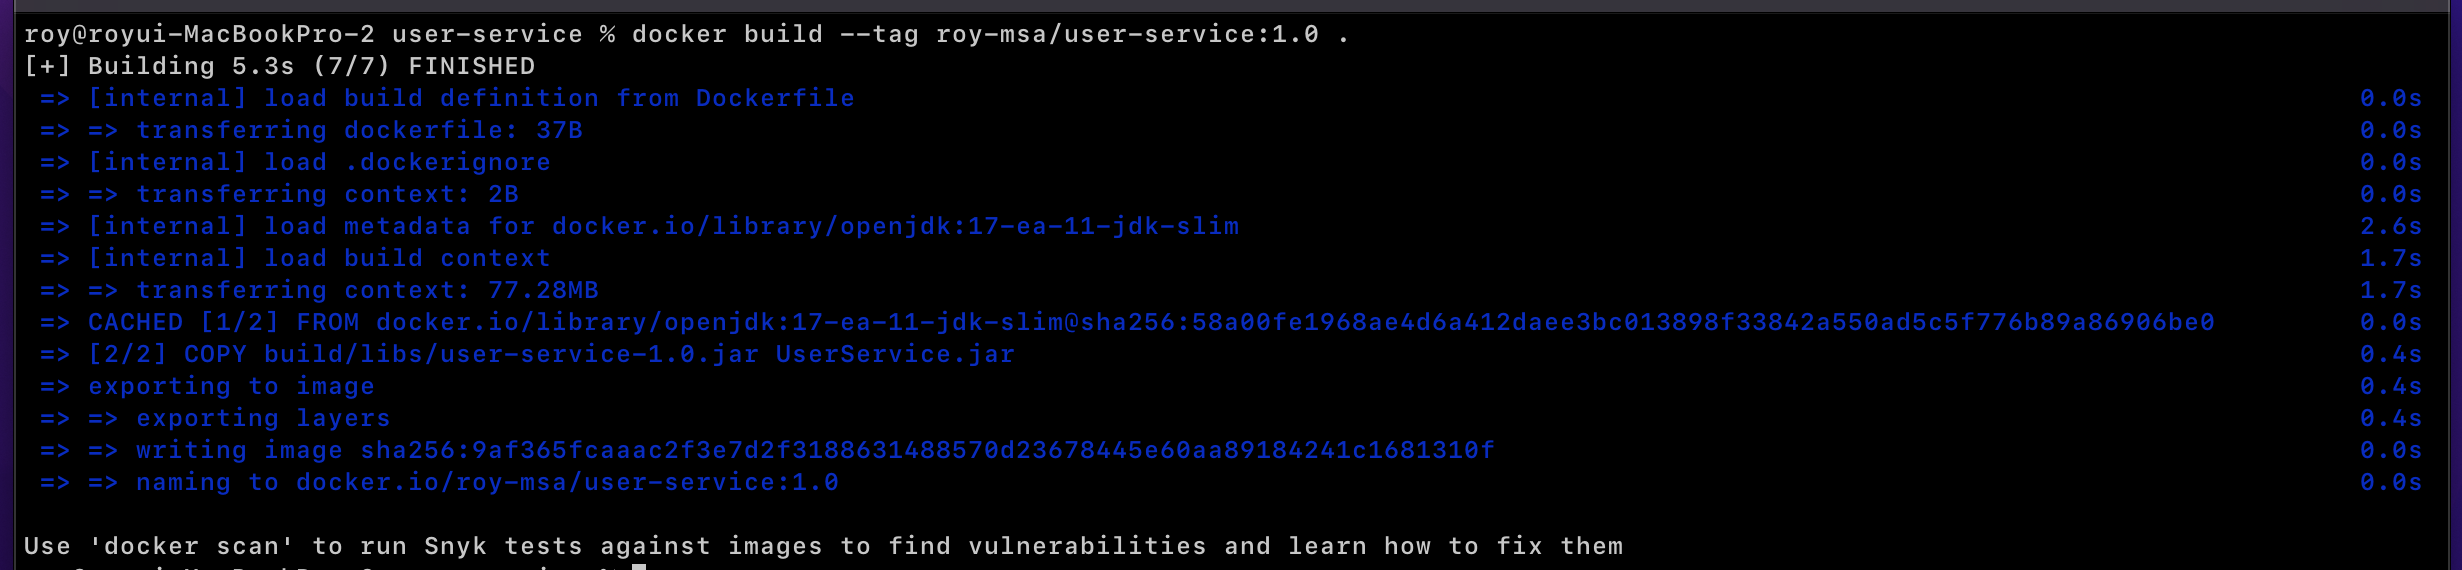 roy@royui-MacBookPro-2 user-service % docker build --tag roy-msa/user-service:1.0 .
[+] Building 5.3s (7/7) FINISHED
=> [internal] load build definition from Dockerfile 0.0s
=> => transferring dockerfile: 37B 0.0s
=> [internal] load .dockerignore 0.0s
=> => transferring context: 2B 0.0s
=> [internal] load metadata for docker.io/library/openjdk:17-ea-11-jdk-slim 2.6s
=> [internal] load build context 1.7s
=> => transferring context: 77.28MB 1.7s
=> CACHED [1/2] FROM docker.io/library/openjdk:17-ea-11-jdk-slim@sha256:58a00fe1968ae4d6a412daee3bc013898f33842a550ad5c5f776b89a86906be0 0.0s
=> [2/2] COPY build/libs/user-service-1.0.jar UserService.jar 0.4s
=> exporting to image 0.4s
=> => exporting layers 0.4s
=> => writing image sha256:9af365fcaaac2f3e7d2f3188631488570d23678445e60aa89184241c1681310f 0.0s
=> => naming to docker.io/roy-msa/user-service:1.0 0.0s
Use 'docker scan' to run Snyk tests against images to find vulnerabilities and learn how to fix them